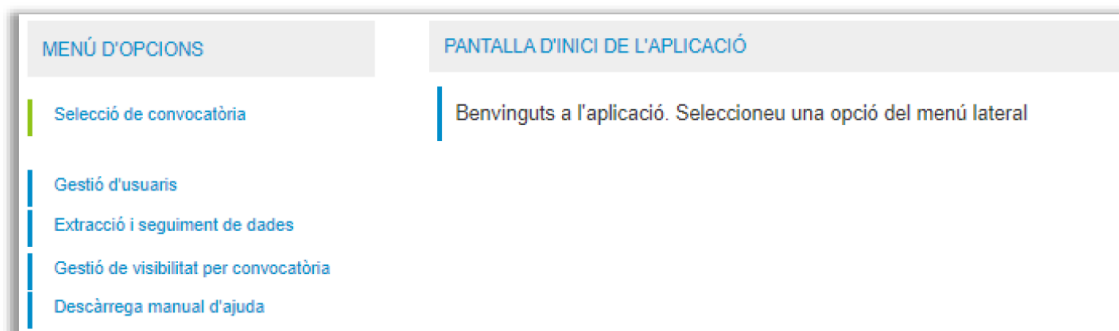 MENÚ D'OPCIONS
Selecció de convocatòria
Gestió d'usuaris
Extracció i seguiment de dades
Gestió de visibilitat per convocatòria
Descàrrega manual d'ajuda
PANTALLA D'INICI DE L'APLICACIÓ
Benvinguts a l'aplicació. Seleccioneu una opció del menú lateral